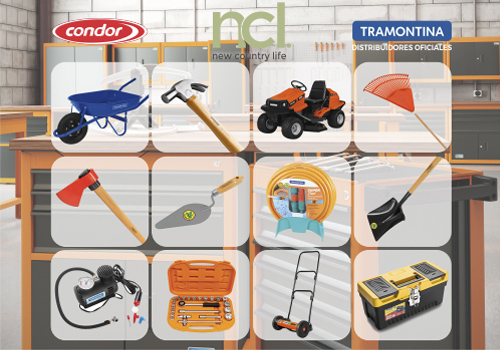 condor
ncl
new country life
TRAMONTINA
DISTRIBUIDORES OFICIALES